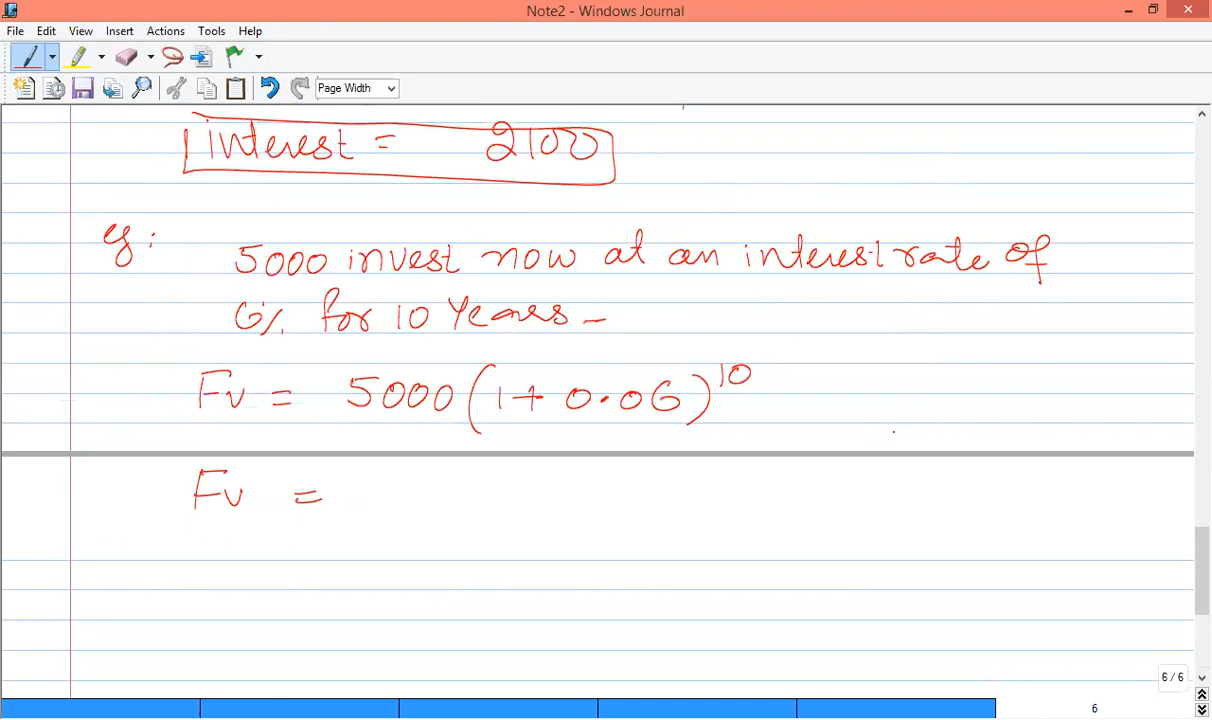 Note2 - Windows Journal
File Edit View Insert Actions Tools Help
Page Width
interest = 2100
eg: 5000 invest now at an interest rate of
6% for 10 Years -
Fv = 5000(1 + 0.06)^10
Fv =
6 / 6
6